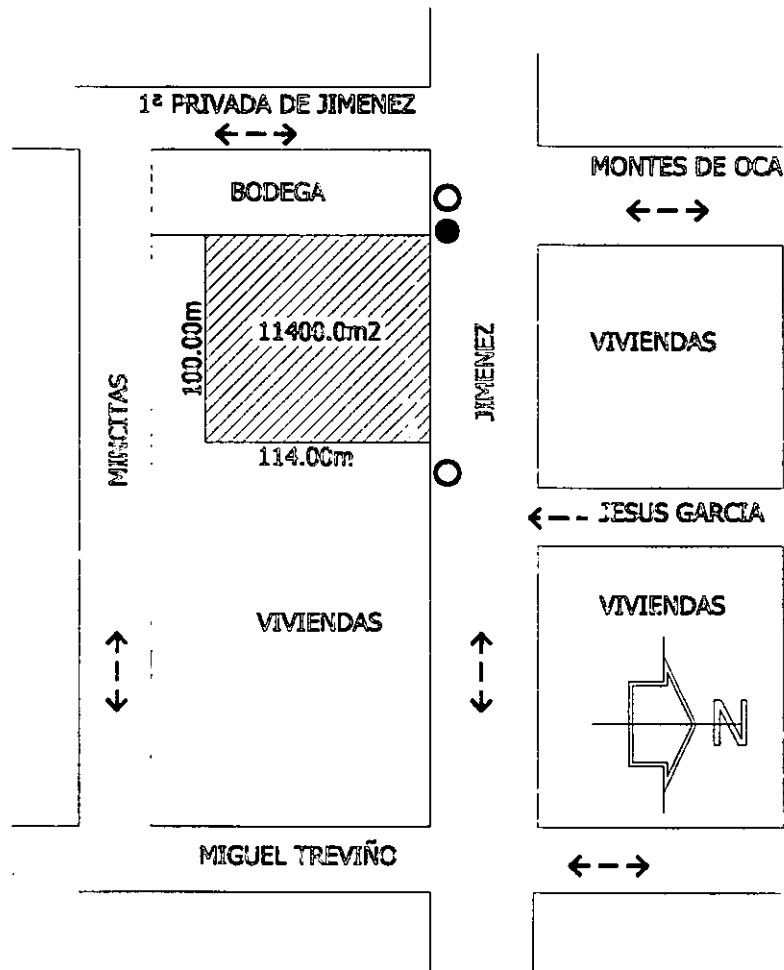 1ª PRIVADA DE JIMENEZ
MONTES DE OCA
BODEGA
11400.0m2
100.00m
VIVIENDAS
JIMENEZ
MINCITAS
114.00m
JESUS GARCIA
VIVIENDAS
VIVIENDAS
N
MIGUEL TREVIÑO